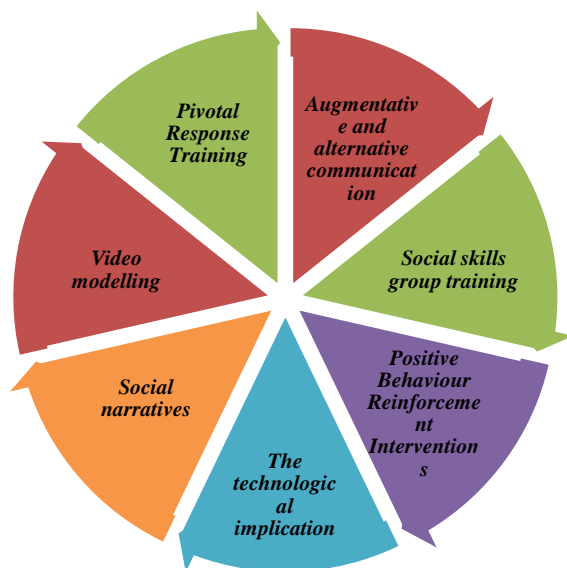 Augmentativ
e and
alternative
communicat
ion
Social skills
group training
Positive
Behaviour
Reinforceme
nt
Intervention
s
The
technologic
al
implication
Social
narratives
Video
modelling
Pivotal
Response
Training